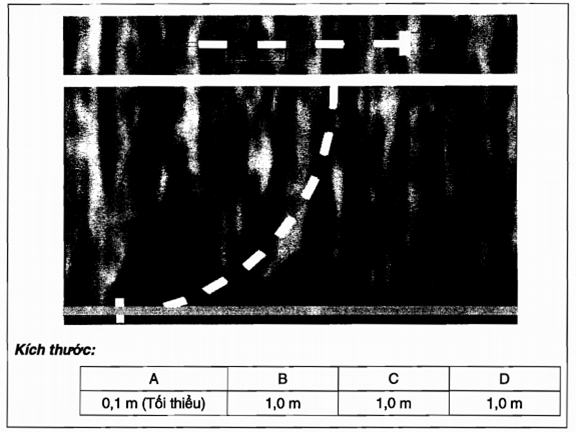 Kích thước:
A B C D
0,1 m (Tối thiểu) 1,0 m 1,0 m 1,0 m